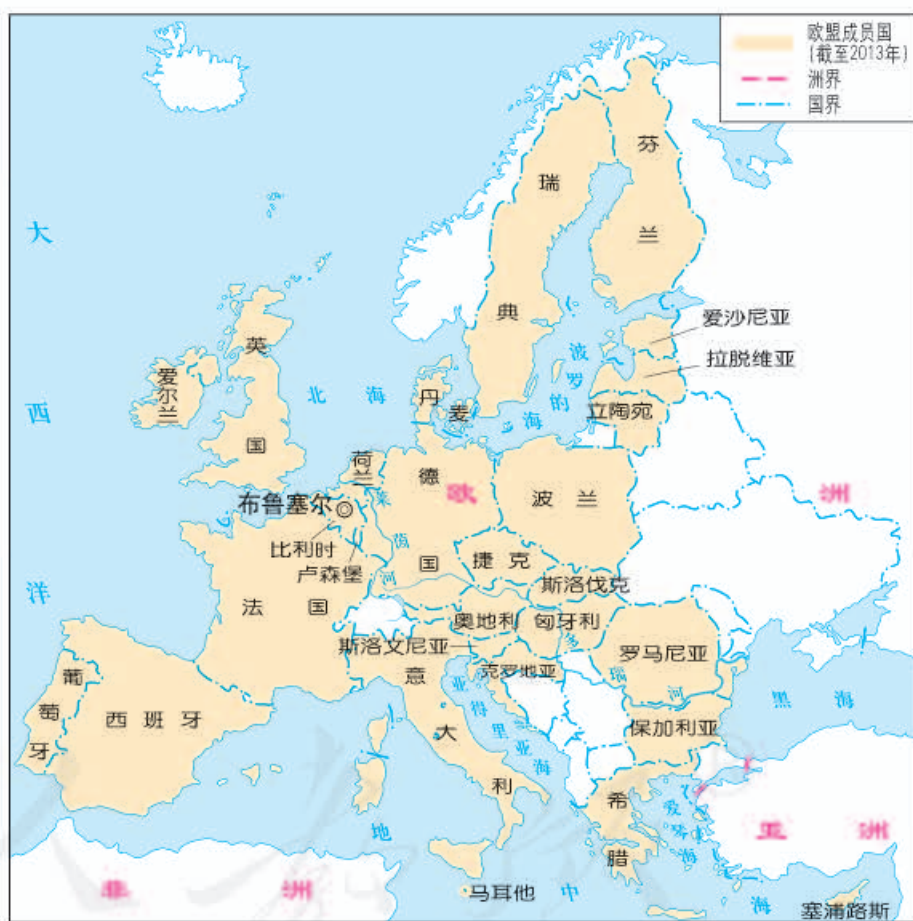 欧盟成员国
(截至2013年)
洲界
国界
芬兰
瑞典
大西洋
爱沙尼亚
拉脱维亚
立陶宛
波罗的海
英国
爱尔兰
北海
丹麦
荷兰
德国
欧洲
波兰
布鲁塞尔
比利时
卢森堡
莱茵河
捷克
斯洛伐克
法国
奥地利
匈牙利
斯洛文尼亚
克罗地亚
罗马尼亚
多瑙河
意大利
亚得里亚海
黑海
保加利亚
葡萄牙
西班牙
希腊
爱琴海
亚洲
非洲
地中海
马耳他
塞浦路斯